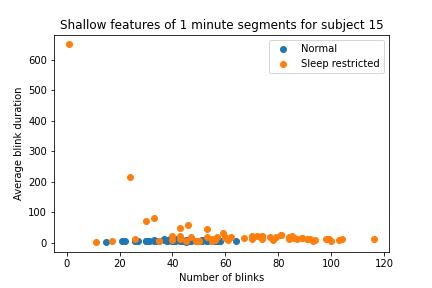 Shallow features of 1 minute segments for subject 15
Normal
Sleep restricted
Average blink duration
600
500
400
300
200
100
0
0 20 40 60 80 100 120
Number of blinks